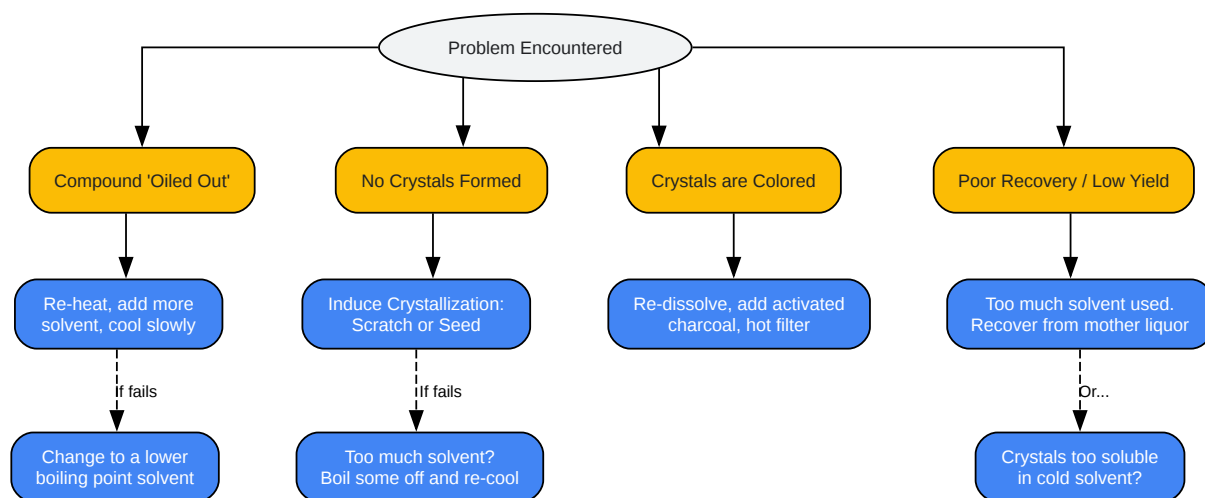 Problem Encountered
Compound 'Oiled Out'
No Crystals Formed
Crystals are Colored
Poor Recovery / Low Yield
Re-heat, add more
solvent, cool slowly
Induce Crystallization:
Scratch or Seed
Re-dissolve, add activated
charcoal, hot filter
Too much solvent used.
Recover from mother liquor
If fails
If fails
Or...
Change to a lower
boiling point solvent
Too much solvent?
Boil some off and re-cool
Crystals too soluble
in cold solvent?